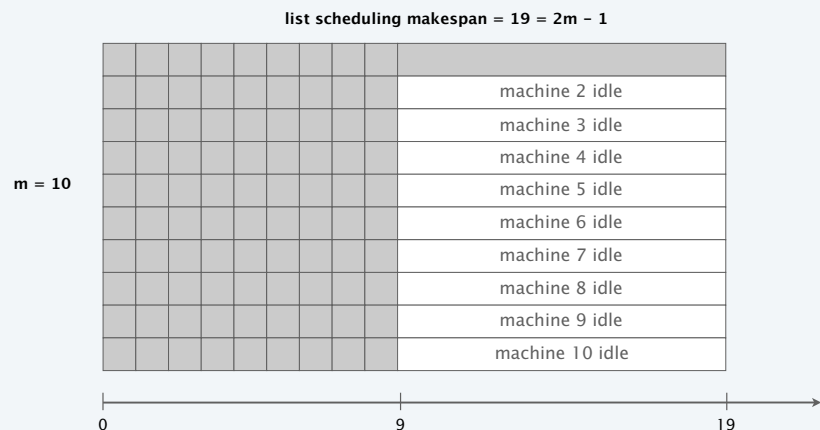 list scheduling makespan = 19 = 2m – 1
machine 2 idle
machine 3 idle
machine 4 idle
machine 5 idle
m = 10
machine 6 idle
machine 7 idle
machine 8 idle
machine 9 idle
machine 10 idle
0 9 19